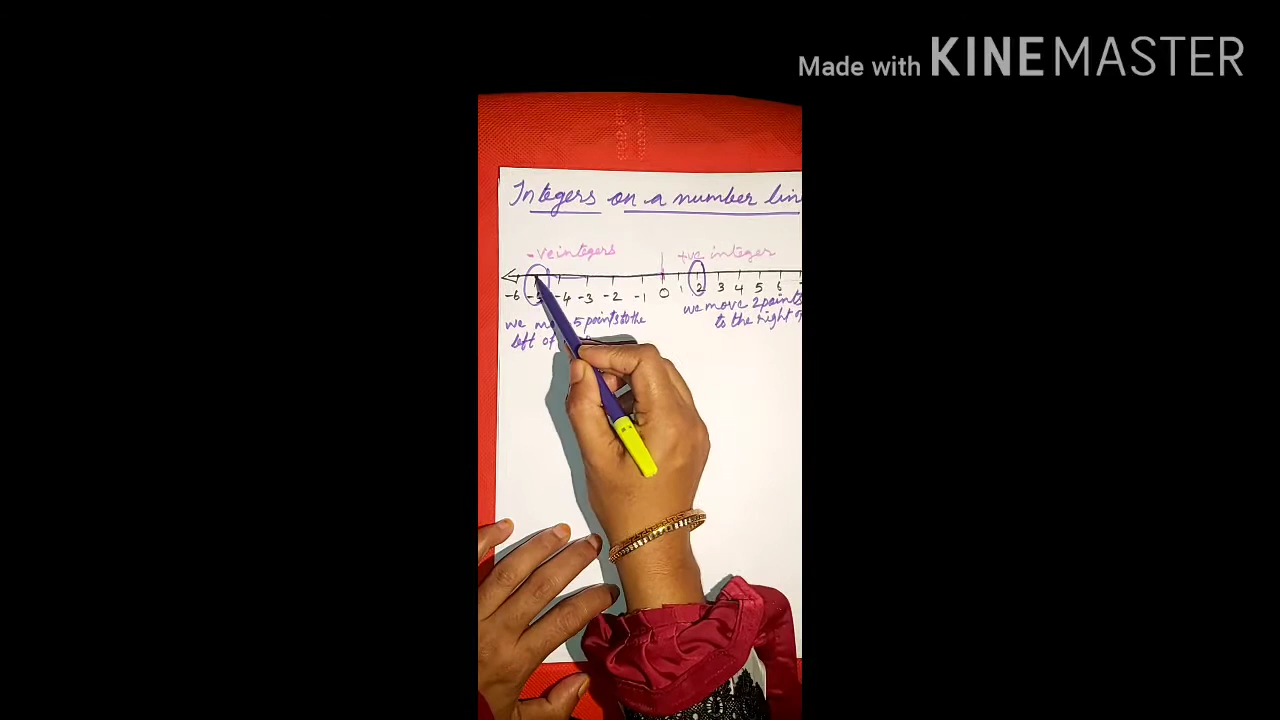 Made with KINEMASTER
Integers on a number lin
-ve integers +ve integer
-6 -5 -4 -3 -2 -1 0 1 2 3 4 5 6
we move 2 points
to the right of
we 5 points to the
left of